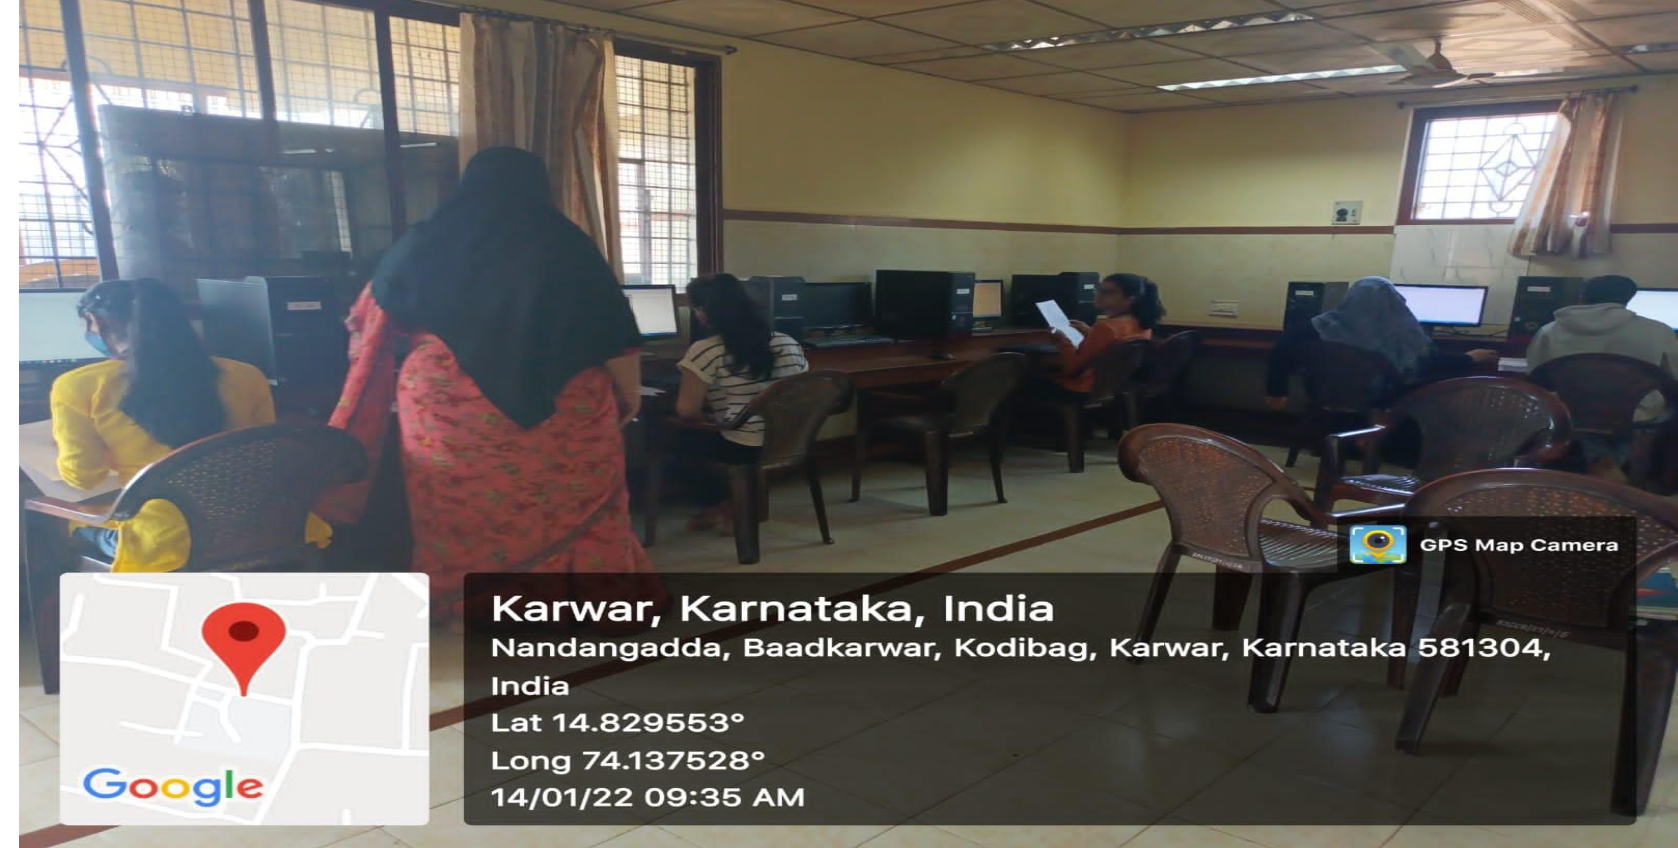 GPS Map Camera
Karwar, Karnataka, India
Nandangadda, Baadkarwar, Kodibag, Karwar, Karnataka 581304,
India
Lat 14.829553°
Long 74.137528°
14/01/22 09:35 AM
Google